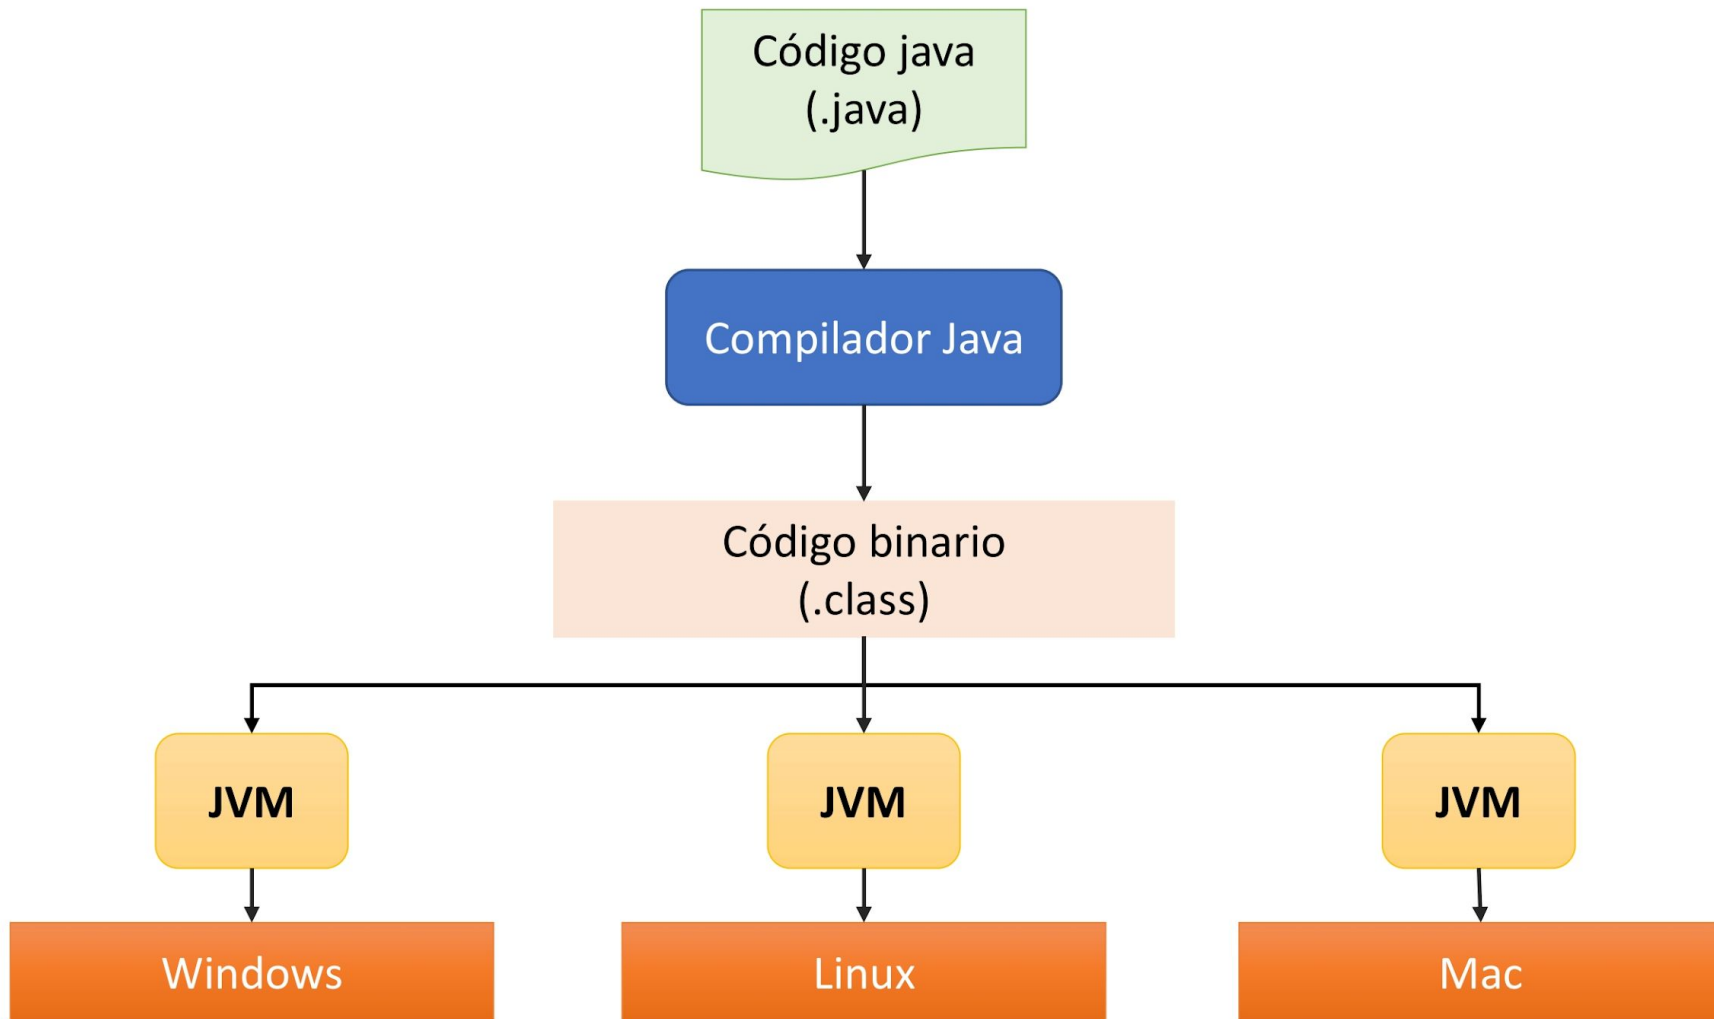 Código java
(.java)
Compilador Java
Código binario
(.class)
JVM
JVM
JVM
Windows
Linux
Mac